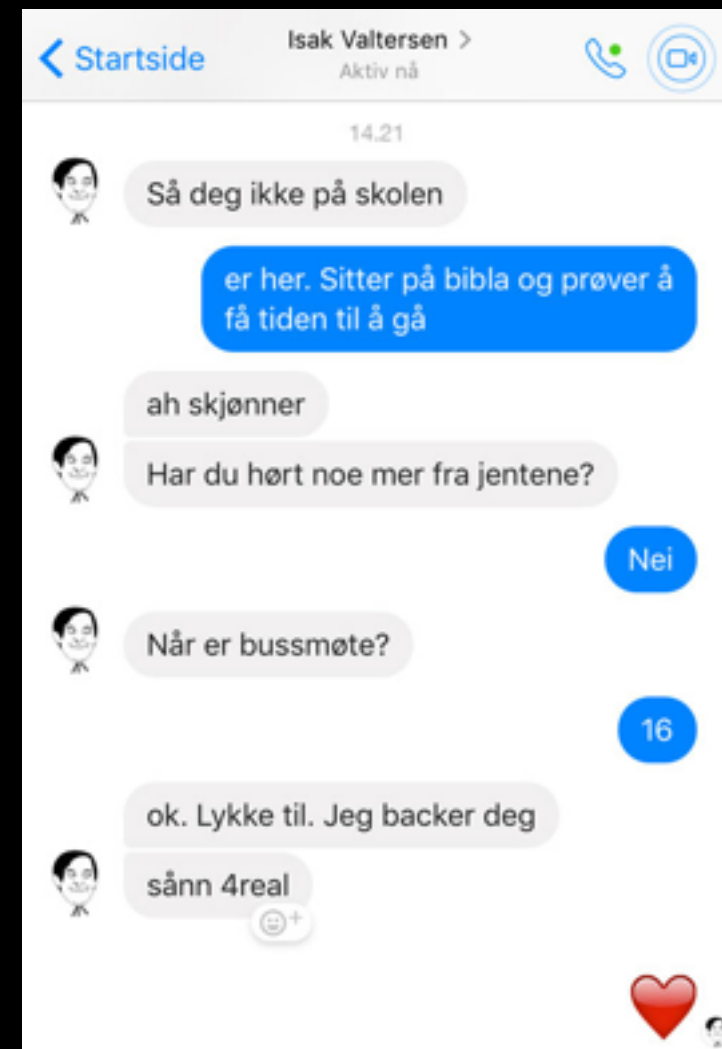 Startside
Isak Valtersen >
Aktiv nå
14.21
Så deg ikke på skolen
er her. Sitter på bibla og prøver å
få tiden til å gå
ah skjønner
Har du hørt noe mer fra jentene?
Nei
Når er bussmøte?
16
ok. Lykke til. Jeg backer deg
sånn 4real